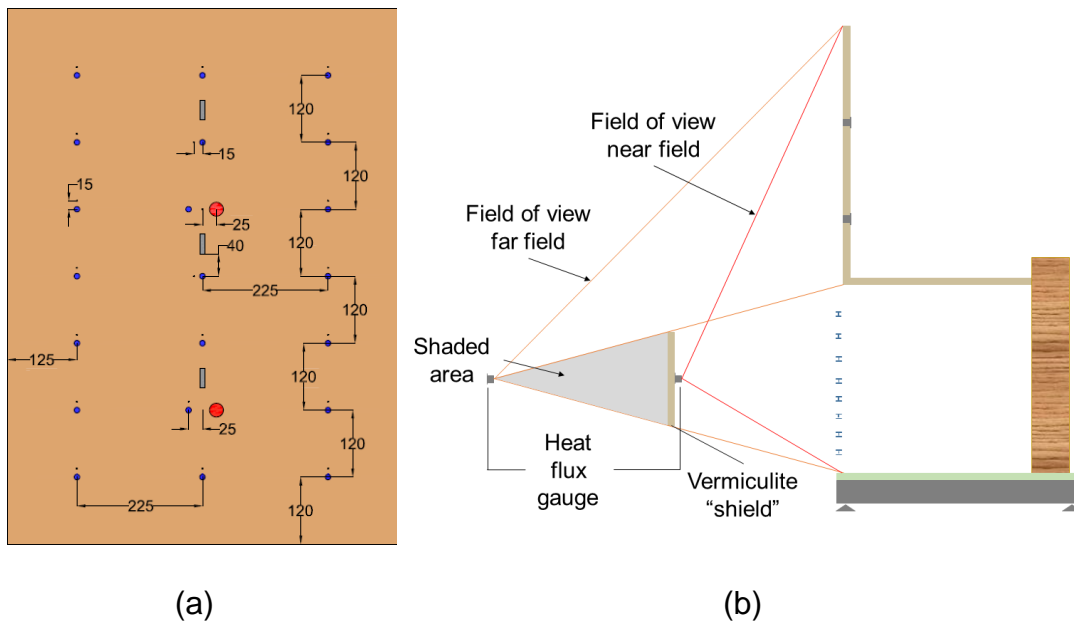 120
15
120
15
25
120
40
225
120
125
120
25
120
225
120
(a)
Field of view
near field
Field of view
far field
Shaded
area
Heat
flux
gauge
Vermiculite
“shield”
(b)